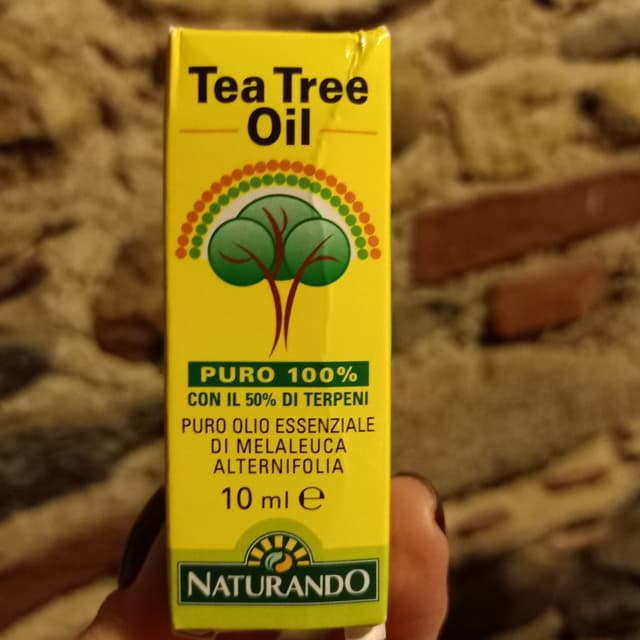 Tea Tree
Oil
PURO 100%
CON IL 50% DI TERPENI
PURO OLIO ESSENZIALE
DI MELALEUCA
ALTERNIFOLIA
10 ml ℮
NATURANDO